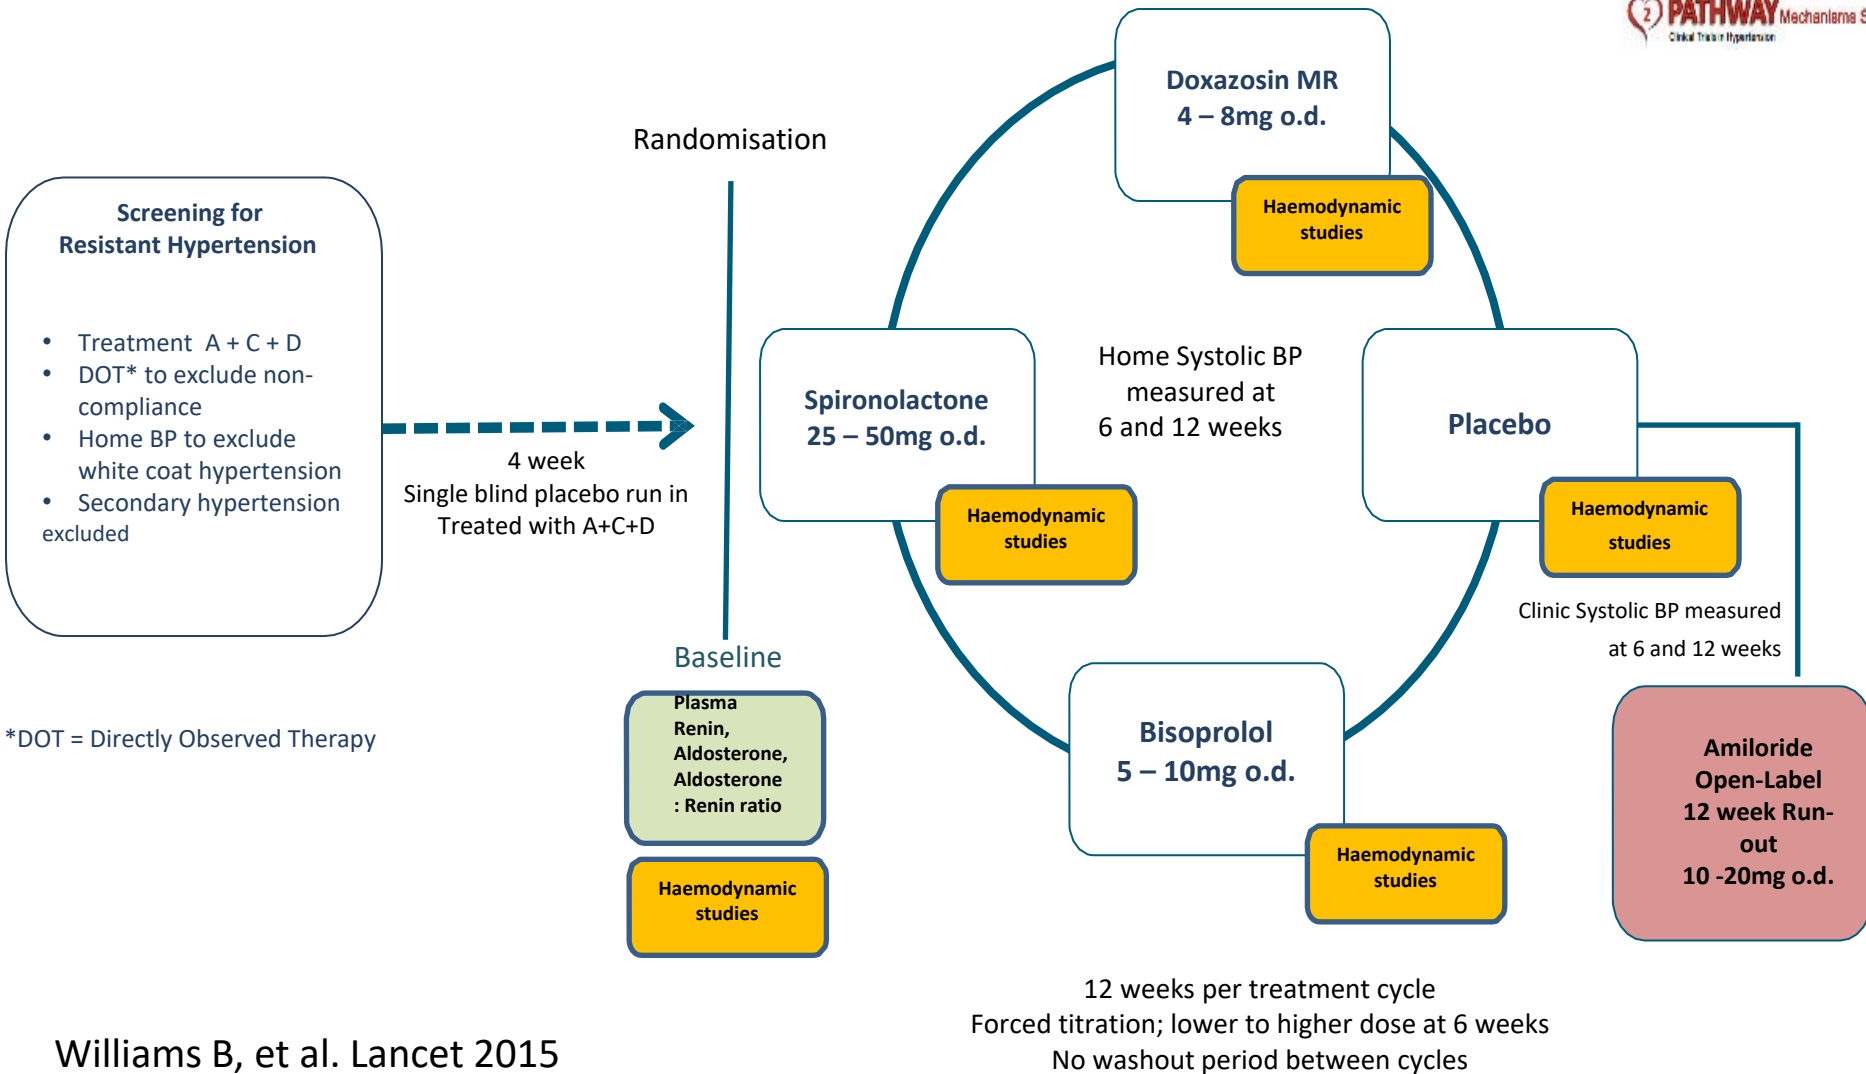 2 PATHWAY Mechanisms S
Clinical Trials in Hypertension
Screening for
Resistant Hypertension
• Treatment A + C + D
• DOT* to exclude non-
compliance
• Home BP to exclude
white coat hypertension
• Secondary hypertension
excluded
*DOT = Directly Observed Therapy
4 week
Single blind placebo run in
Treated with A+C+D
Randomisation
Baseline
Plasma
Renin,
Aldosterone,
Aldosterone
: Renin ratio
Haemodynamic
studies
Doxazosin MR
4 – 8mg o.d.
Haemodynamic
studies
Spironolactone
25 – 50mg o.d.
Haemodynamic
studies
Home Systolic BP
measured at
6 and 12 weeks
Placebo
Haemodynamic
studies
Clinic Systolic BP measured
at 6 and 12 weeks
Bisoprolol
5 – 10mg o.d.
Haemodynamic
studies
Amiloride
Open-Label
12 week Run-
out
10 -20mg o.d.
12 weeks per treatment cycle
Forced titration; lower to higher dose at 6 weeks
No washout period between cycles
Williams B, et al. Lancet 2015